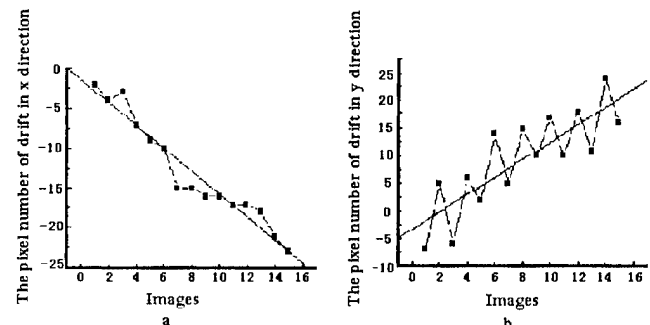 The pixel number of drift in x direction
0
-5
-10
-15
-20
-25
0 2 4 6 8 10 12 14 16
Images
a
The pixel number of drift in y direction
25
20
15
10
5
0
-5
-10
0 2 4 6 8 10 12 14 16
Images
b